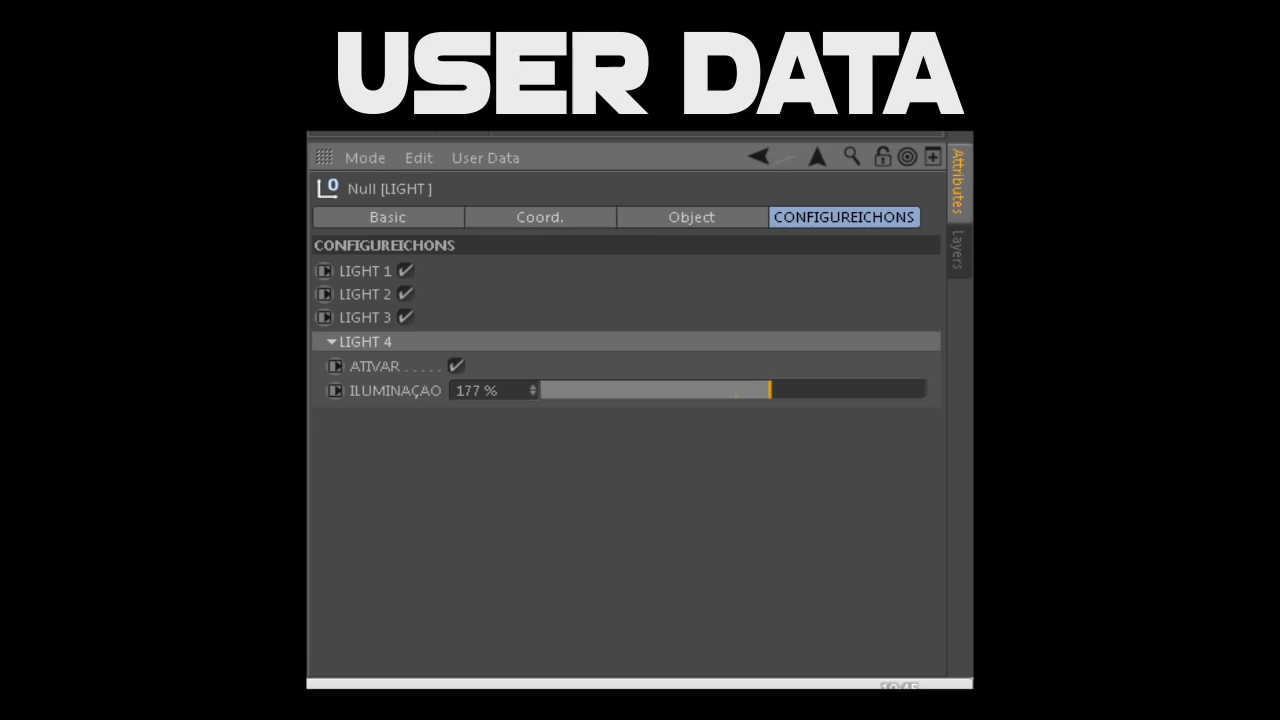 USER DATA
Mode Edit User Data
Null [LIGHT ]
Basic Coord. Object CONFIGUREICHONS
CONFIGUREICHONS
LIGHT 1
LIGHT 2
LIGHT 3
LIGHT 4
ATIVAR . . . . .
ILUMINAÇAO 177 %
Attributes
Layers